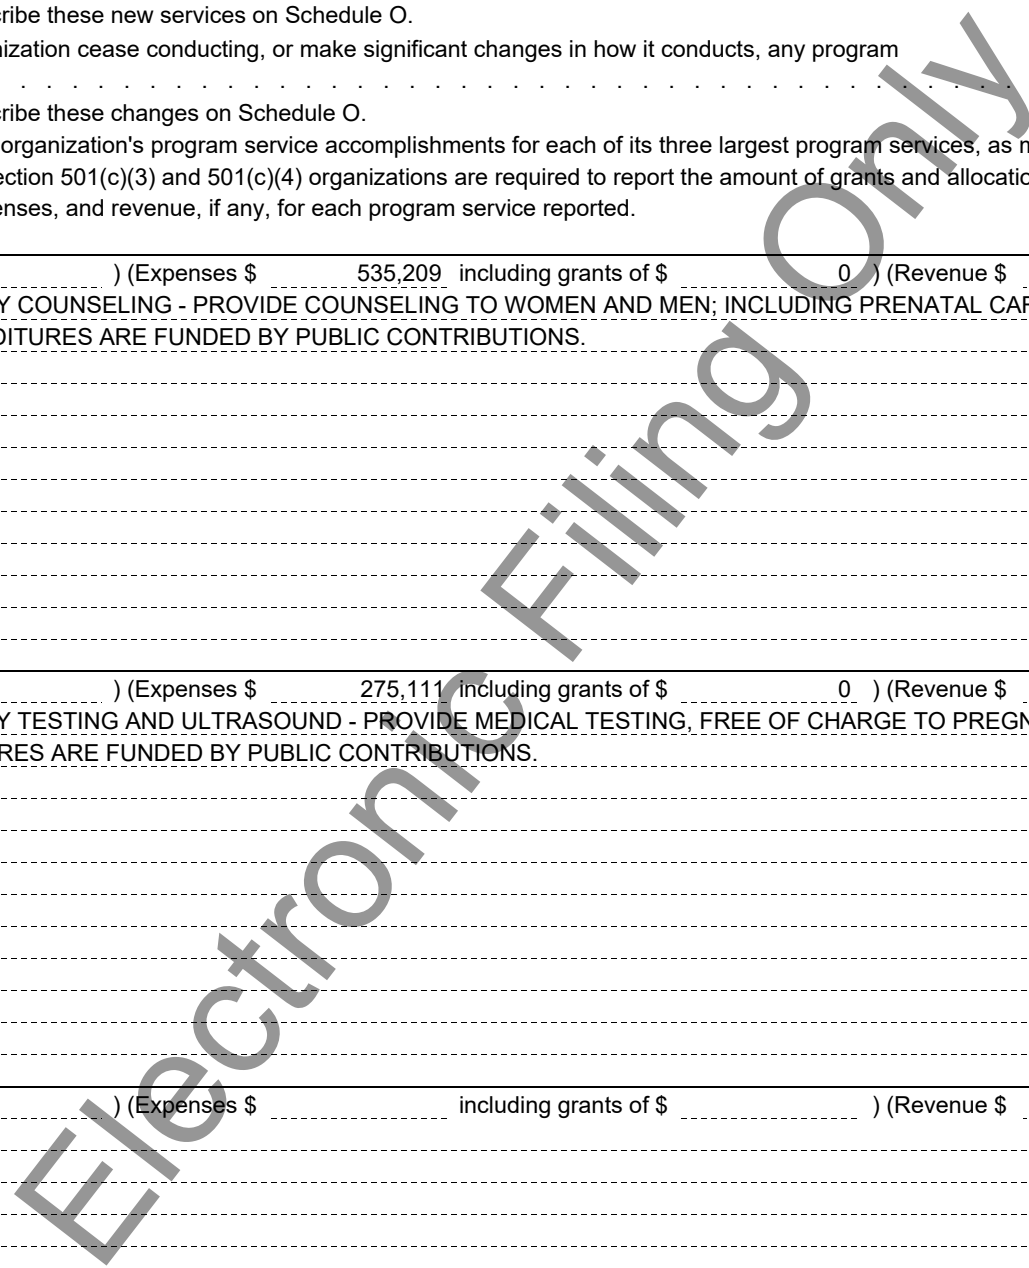 cribe these new services on Schedule O.
nization cease conducting, or make significant changes in how it conducts, any program
. . . . . . . . . . . . . . . . . . . . . . . . . . . . . . . . . . . . . . .
cribe these changes on Schedule O.
organization's program service accomplishments for each of its three largest program services, as m
ection 501(c)(3) and 501(c)(4) organizations are required to report the amount of grants and allocatio
enses, and revenue, if any, for each program service reported.
) (Expenses $ 535,209 including grants of $ 0 ) (Revenue $
Y COUNSELING - PROVIDE COUNSELING TO WOMEN AND MEN; INCLUDING PRENATAL CAR
DITURES ARE FUNDED BY PUBLIC CONTRIBUTIONS.
) (Expenses $ 275,111 including grants of $ 0 ) (Revenue $
Y TESTING AND ULTRASOUND - PROVIDE MEDICAL TESTING, FREE OF CHARGE TO PREGN
RES ARE FUNDED BY PUBLIC CONTRIBUTIONS.
) (Expenses $ including grants of $ ) (Revenue $
Electronic Filing Only